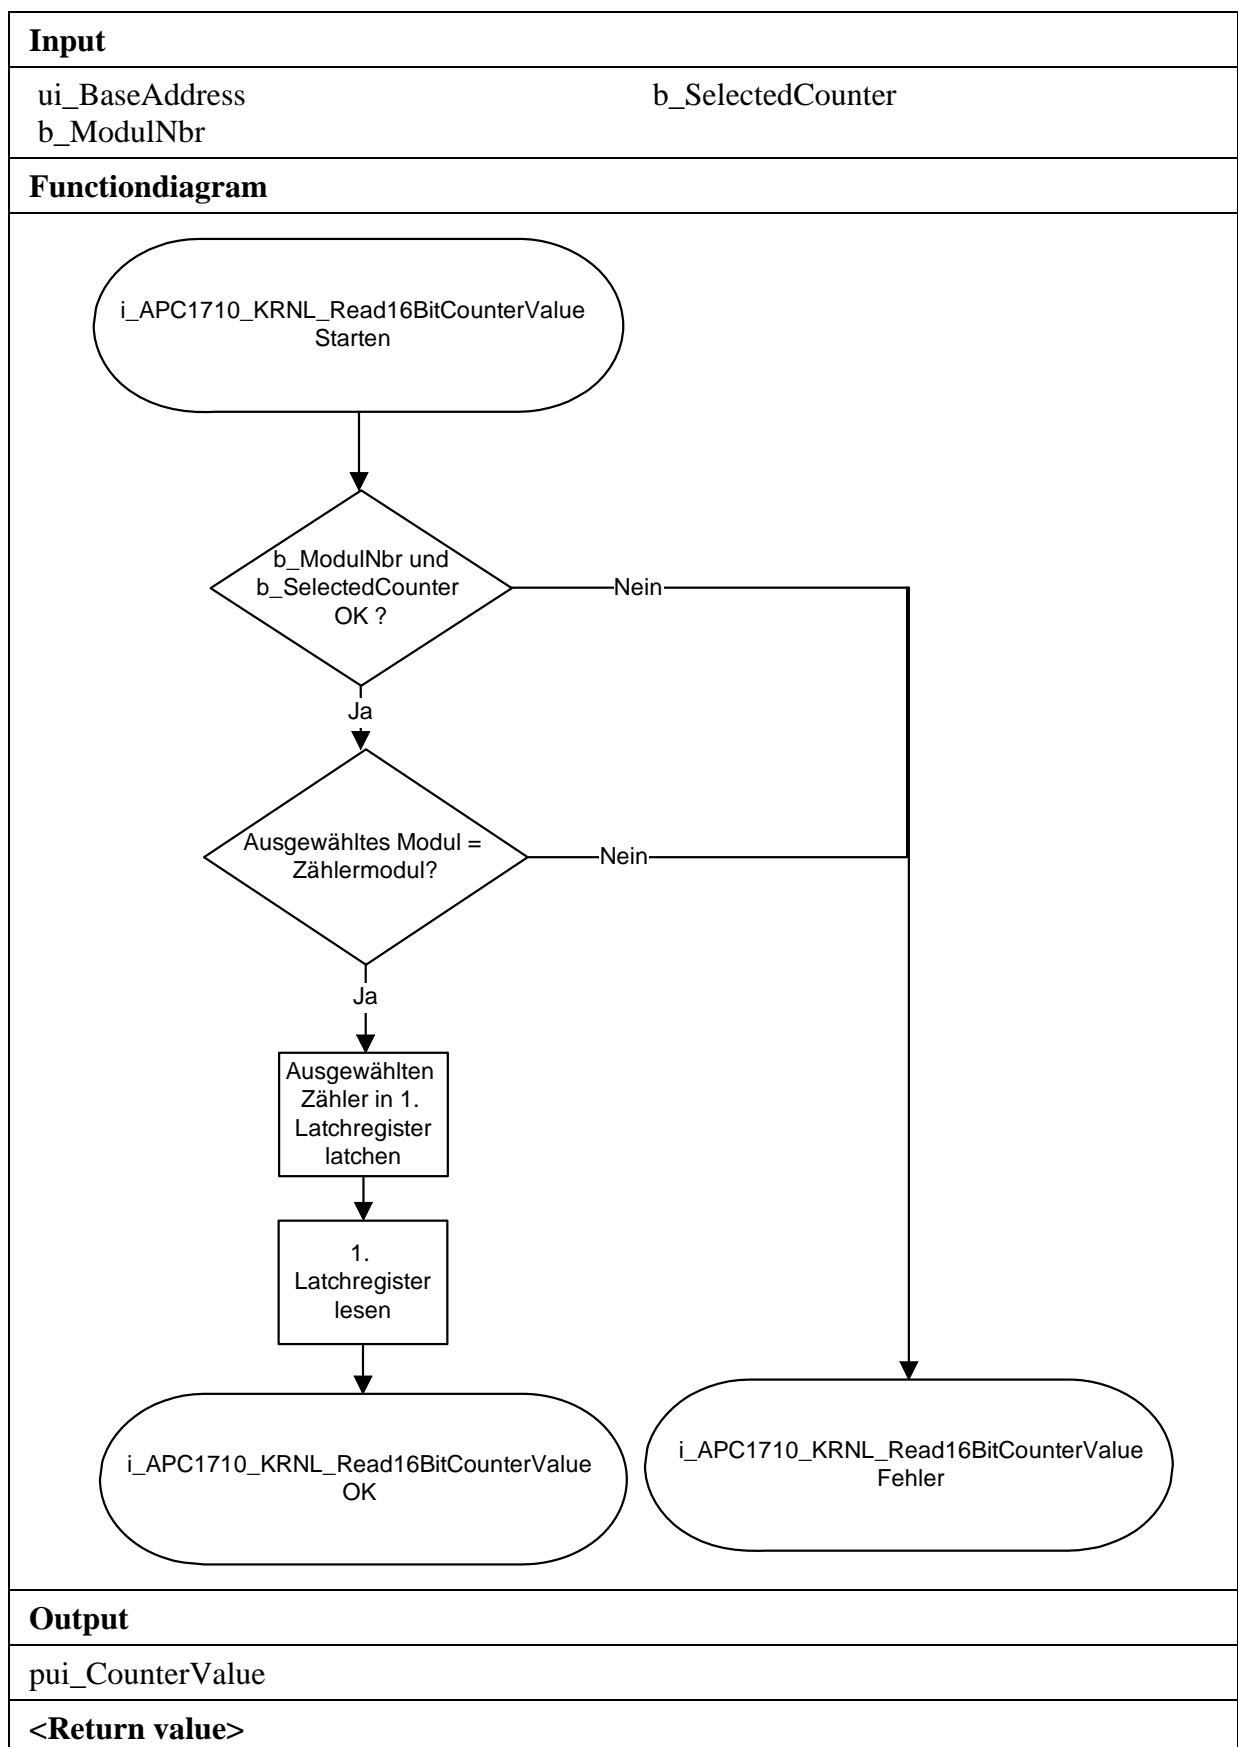 Input
ui_BaseAddress b_SelectedCounter
b_ModulNbr
Functiondiagram
i_APC1710_KRNL_Read16BitCounterValue
Starten
b_ModulNbr und
b_SelectedCounter
OK ?
Nein
Ja
Ausgewähltes Modul =
Zählermodul?
Nein
Ja
Ausgewählten
Zähler in 1.
Latchregister
latchen
1.
Latchregister
lesen
i_APC1710_KRNL_Read16BitCounterValue
OK
i_APC1710_KRNL_Read16BitCounterValue
Fehler
Output
pui_CounterValue
<Return value>